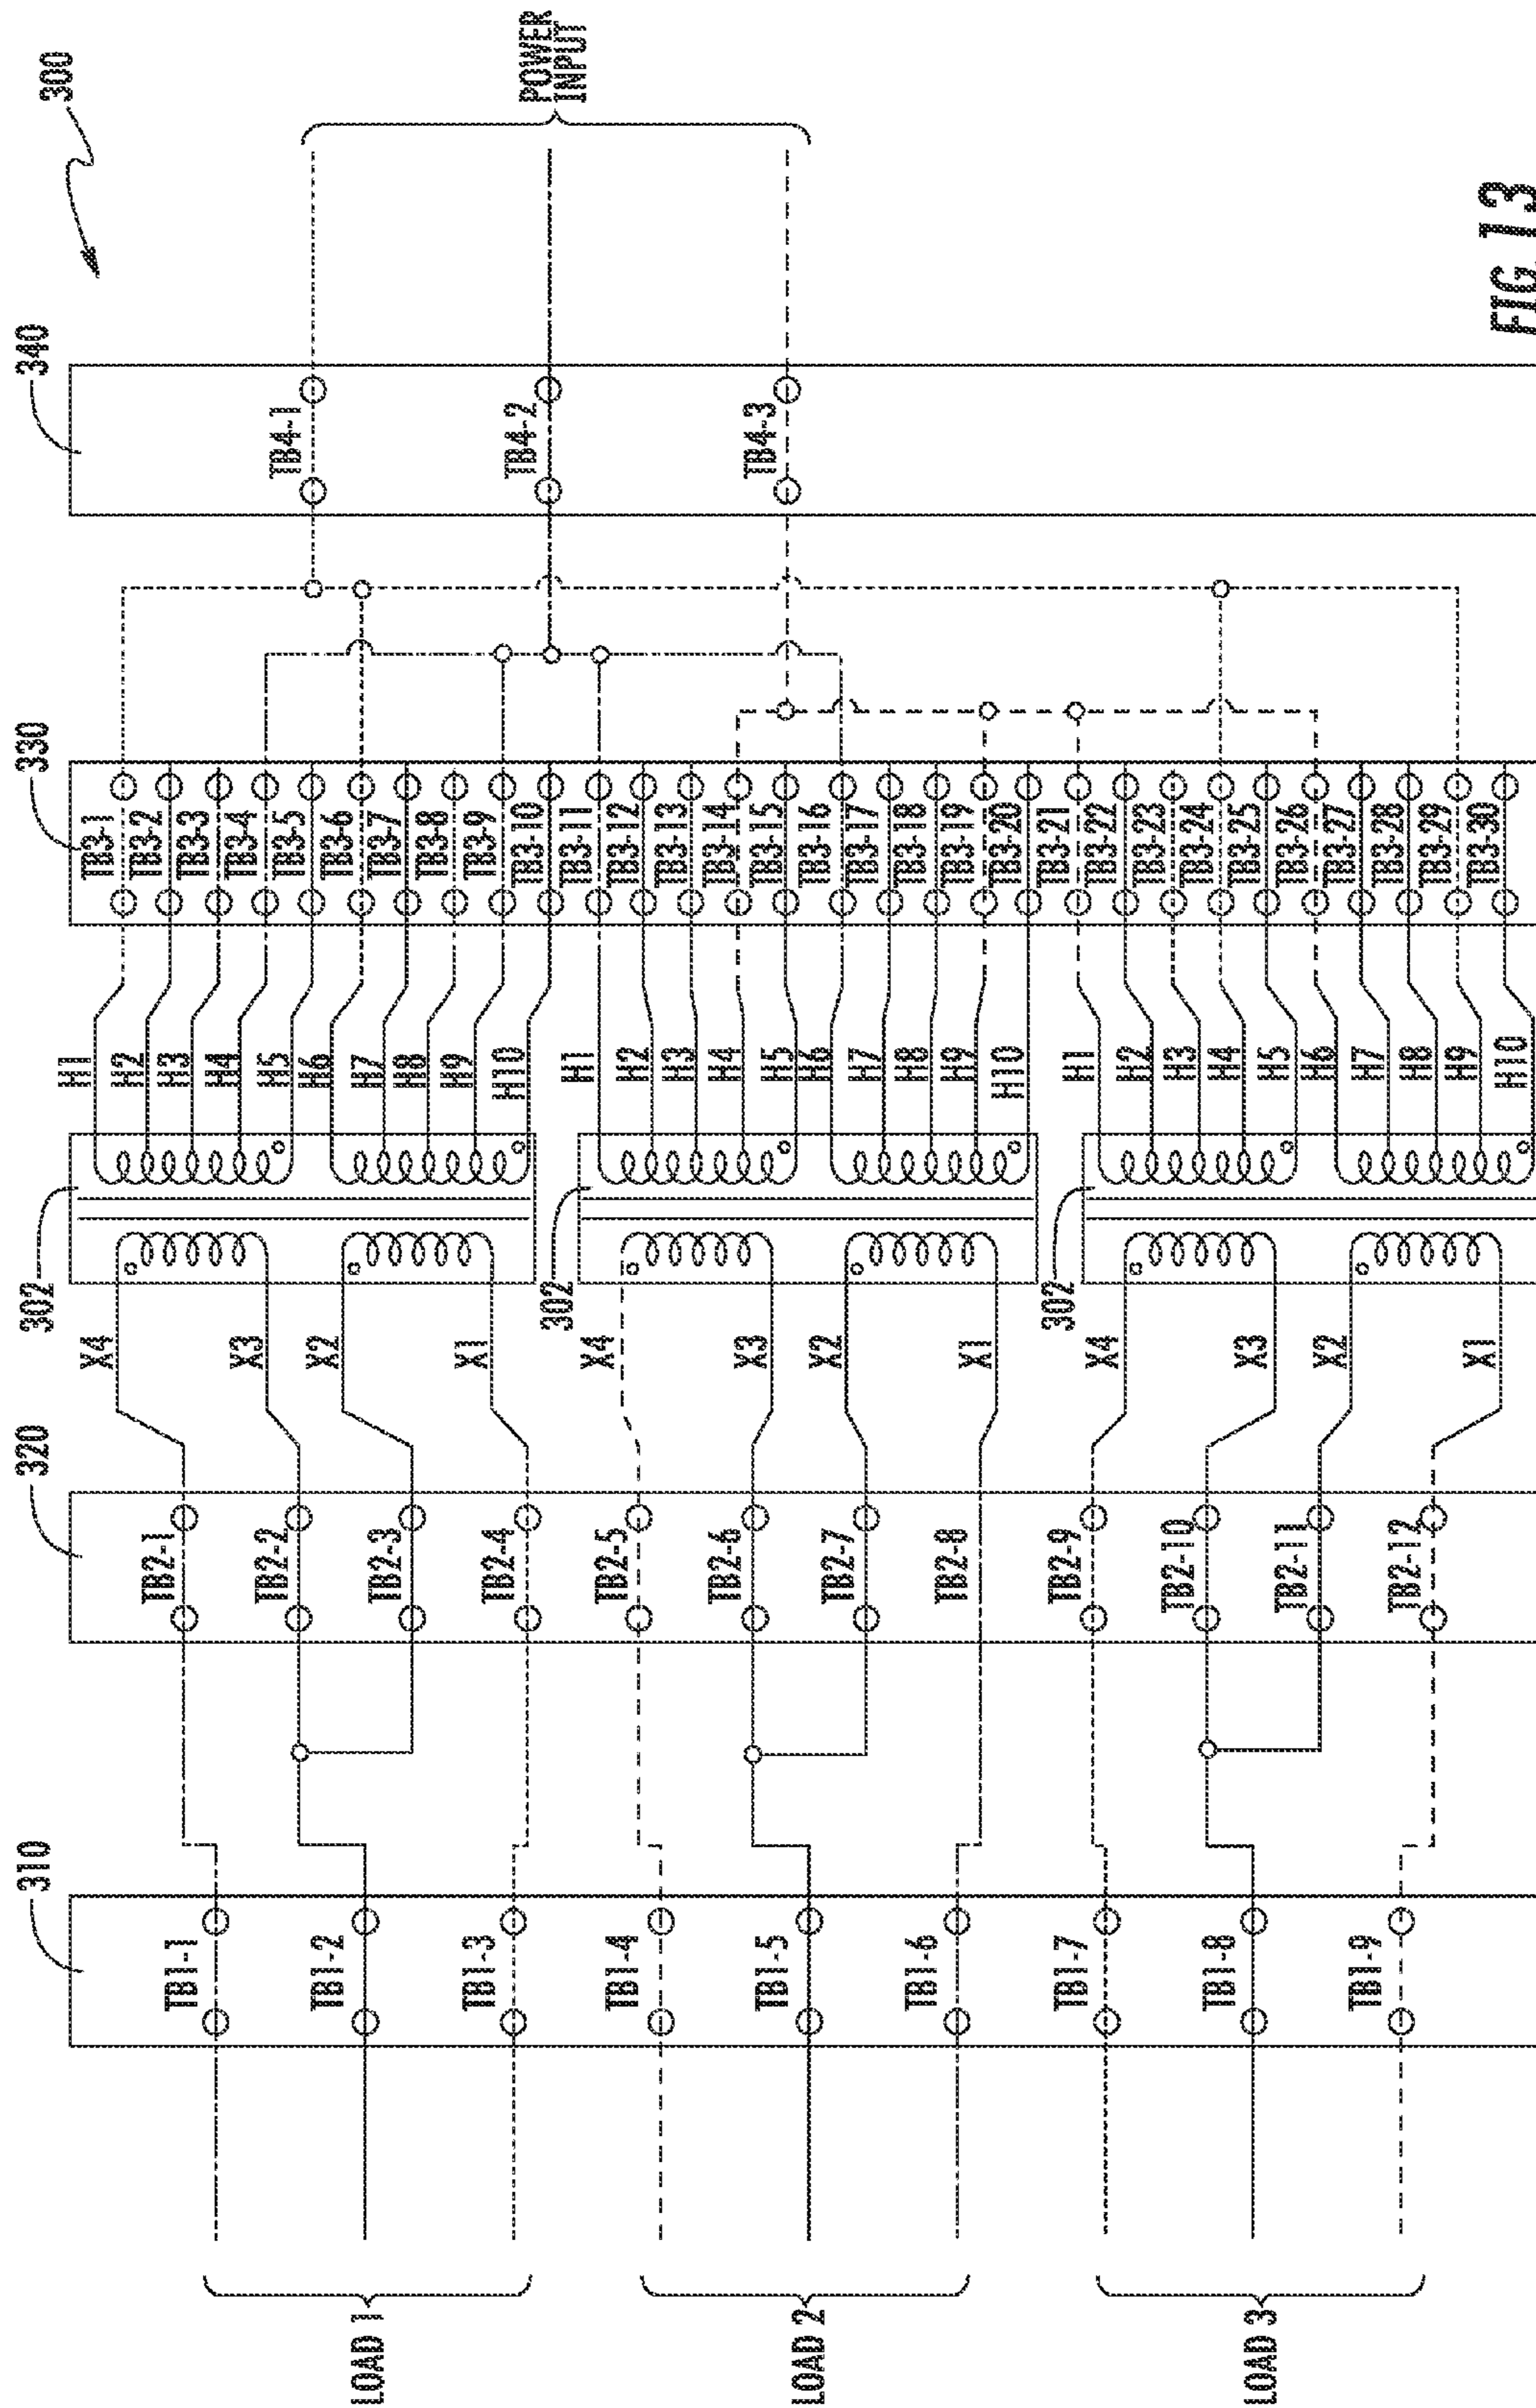 300
POWER
INPUT
340
TB4-1
TB4-2
TB4-3
330
TB3-1
TB3-2
TB3-3
TB3-4
TB3-5
TB3-6
TB3-7
TB3-8
TB3-9
TB3-10
TB3-11
TB3-12
TB3-13
TB3-14
TB3-15
TB3-16
TB3-17
TB3-18
TB3-19
TB3-20
TB3-21
TB3-22
TB3-23
TB3-24
TB3-25
TB3-26
TB3-27
TB3-28
TB3-29
TB3-30
H1
H2
H3
H4
H5
H6
H7
H8
H9
H10
H1
H2
H3
H4
H5
H6
H7
H8
H9
H10
H1
H2
H3
H4
H5
H6
H7
H8
H9
H10
302
302
302
X4
X3
X2
X1
X4
X3
X2
X1
X4
X3
X2
X1
320
TB2-1
TB2-2
TB2-3
TB2-4
TB2-5
TB2-6
TB2-7
TB2-8
TB2-9
TB2-10
TB2-11
TB2-12
310
TB1-1
TB1-2
TB1-3
TB1-4
TB1-5
TB1-6
TB1-7
TB1-8
TB1-9
LOAD 1
LOAD 2
LOAD 3
FIG. 13